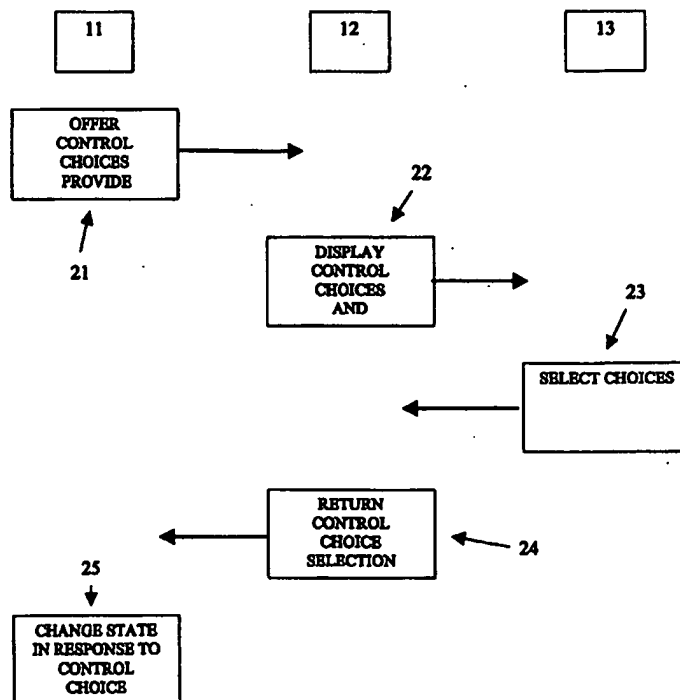 11
12
13
OFFER
CONTROL
CHOICES
PROVIDE
21
22
DISPLAY
CONTROL
CHOICES
AND
23
SELECT CHOICES
RETURN
CONTROL
CHOICE
SELECTION
24
25
CHANGE STATE
IN RESPONSE TO
CONTROL
CHOICE